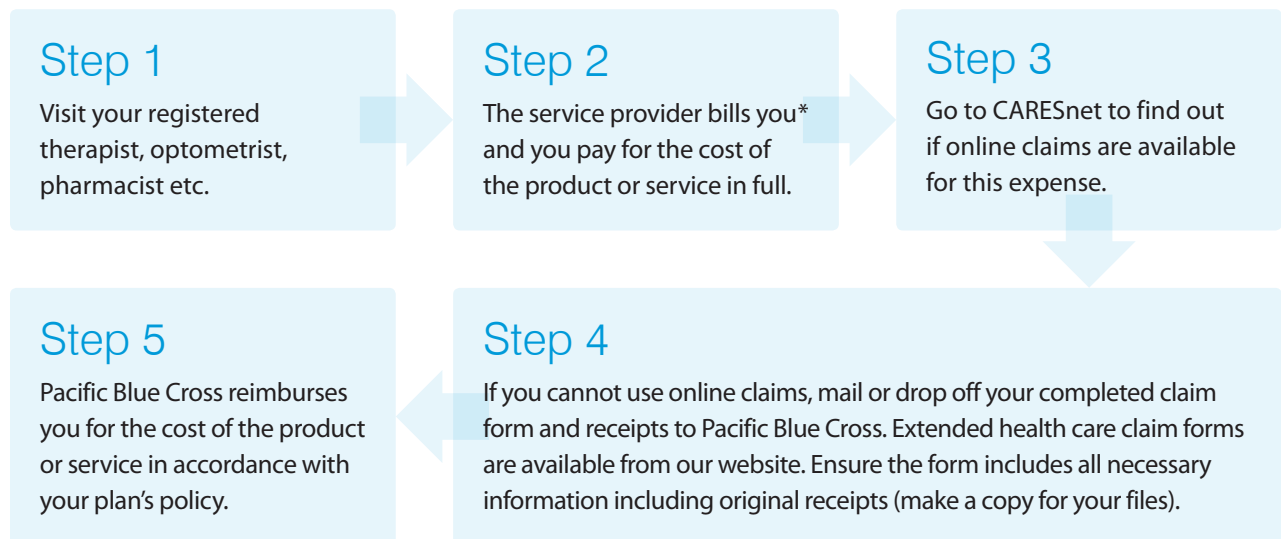 Step 1
Visit your registered
therapist, optometrist,
pharmacist etc.
Step 2
The service provider bills you*
and you pay for the cost of
the product or service in full.
Step 3
Go to CARESnet to find out
if online claims are available
for this expense.
Step 4
If you cannot use online claims, mail or drop off your completed claim
form and receipts to Pacific Blue Cross. Extended health care claim forms
are available from our website. Ensure the form includes all necessary
information including original receipts (make a copy for your files).
Step 5
Pacific Blue Cross reimburses
you for the cost of the product
or service in accordance with
your plan’s policy.